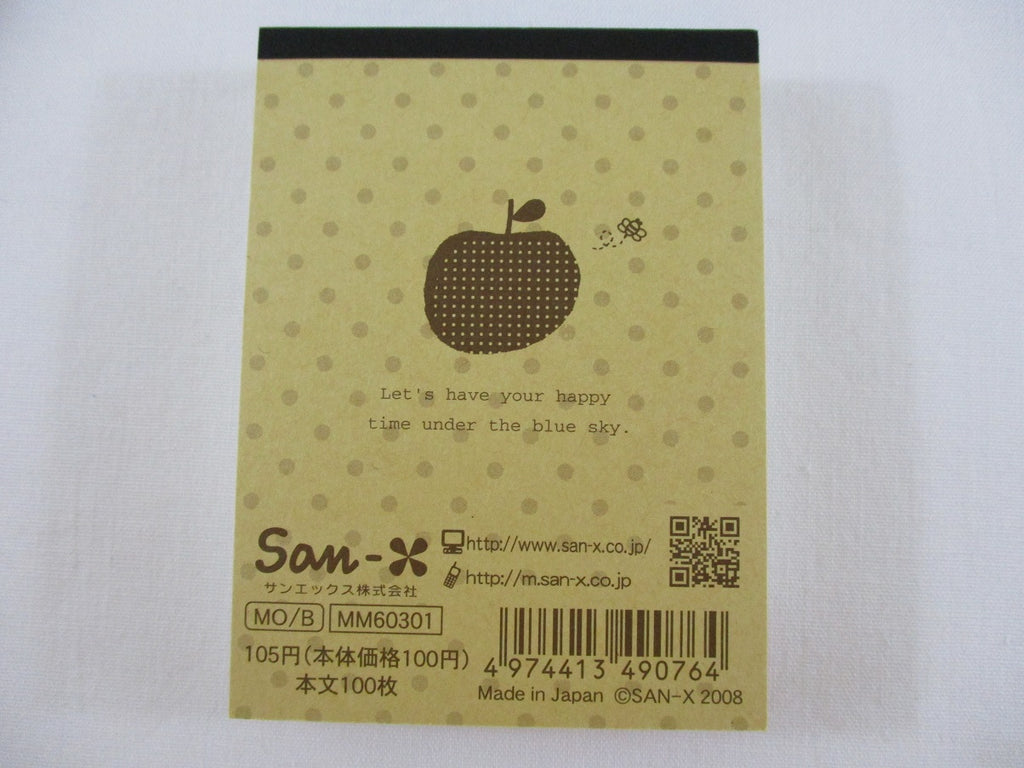 Let's have your happy
time under the blue sky.
San-X
サンエックス株式会社
http://www.san-x.co.jp/
http://m.san-x.co.jp
MO/B MM60301
105円(本体価格100円)
本文100枚
4 974413 490764
Made in Japan ©SAN-X 2008